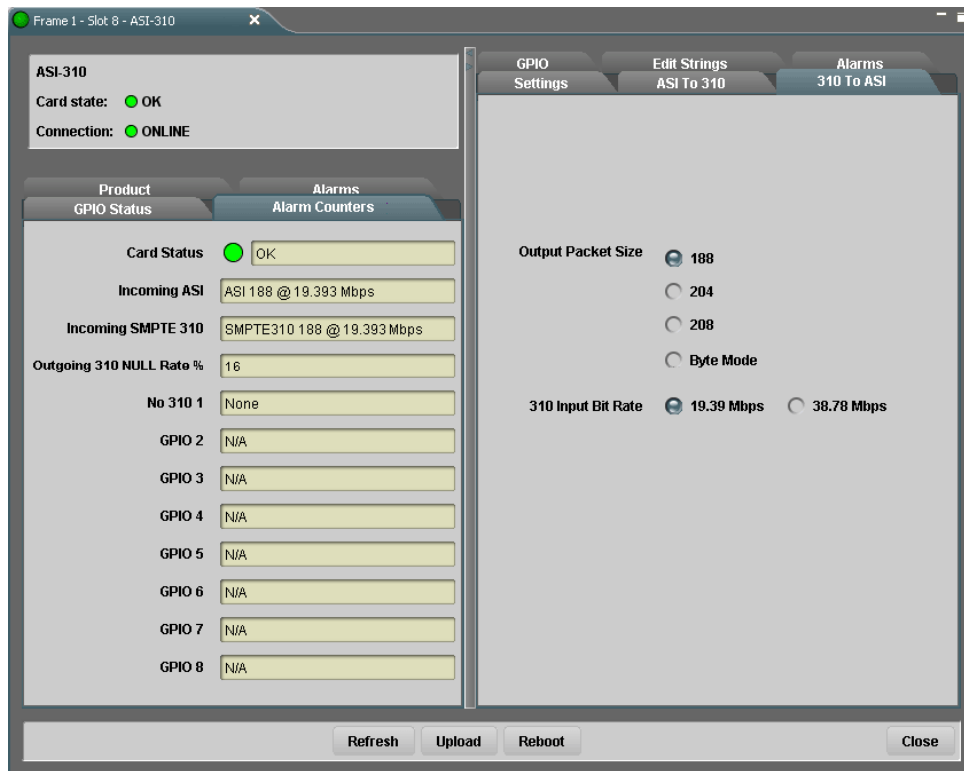 Frame 1 - Slot 8 - ASI-310
ASI-310
Card state: OK
Connection: ONLINE
Product Alarms
GPIO Status Alarm Counters
Card Status OK
Incoming ASI ASI 188 @ 19.393 Mbps
Incoming SMPTE 310 SMPTE310 188 @ 19.393 Mbps
Outgoing 310 NULL Rate % 16
No 310 1 None
GPIO 2 N/A
GPIO 3 N/A
GPIO 4 N/A
GPIO 5 N/A
GPIO 6 N/A
GPIO 7 N/A
GPIO 8 N/A
GPIO Edit Strings Alarms
Settings ASI To 310 310 To ASI
Output Packet Size 188
204
208
Byte Mode
310 Input Bit Rate 19.39 Mbps 38.78 Mbps
Refresh Upload Reboot Close